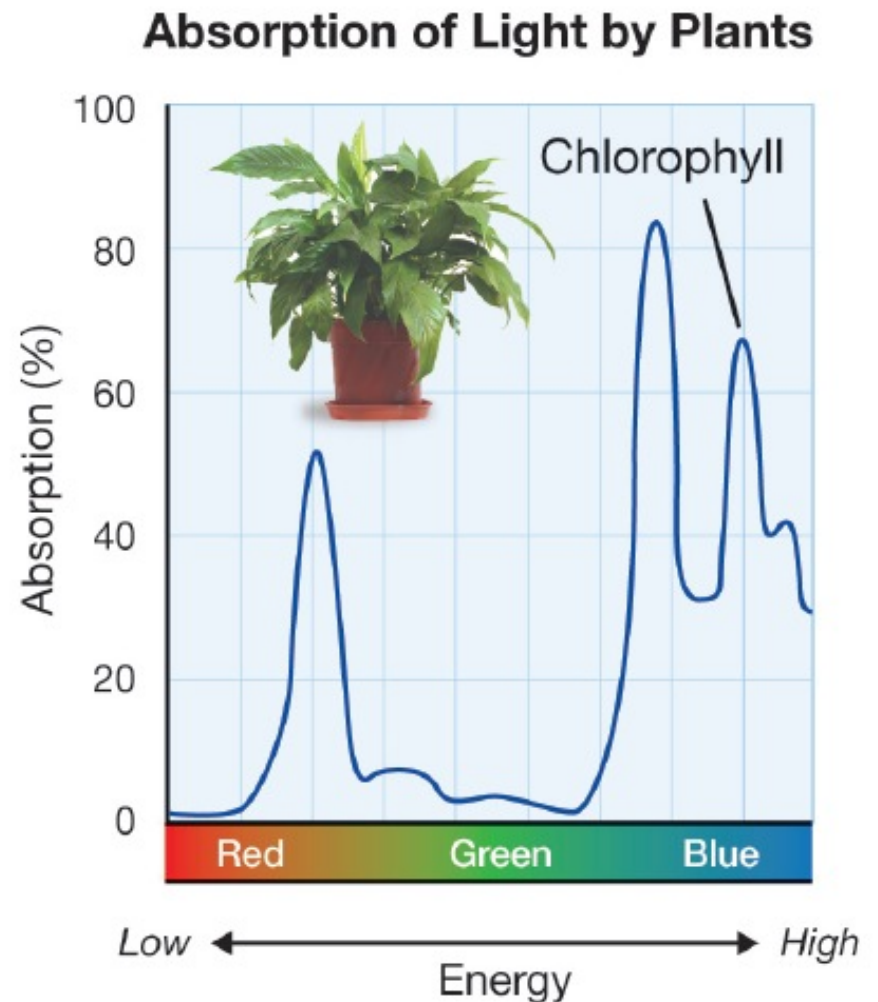 Absorption of Light by Plants
Chlorophyll
Absorption (%)
100
80
60
40
20
0
Red Green Blue
Low High
Energy